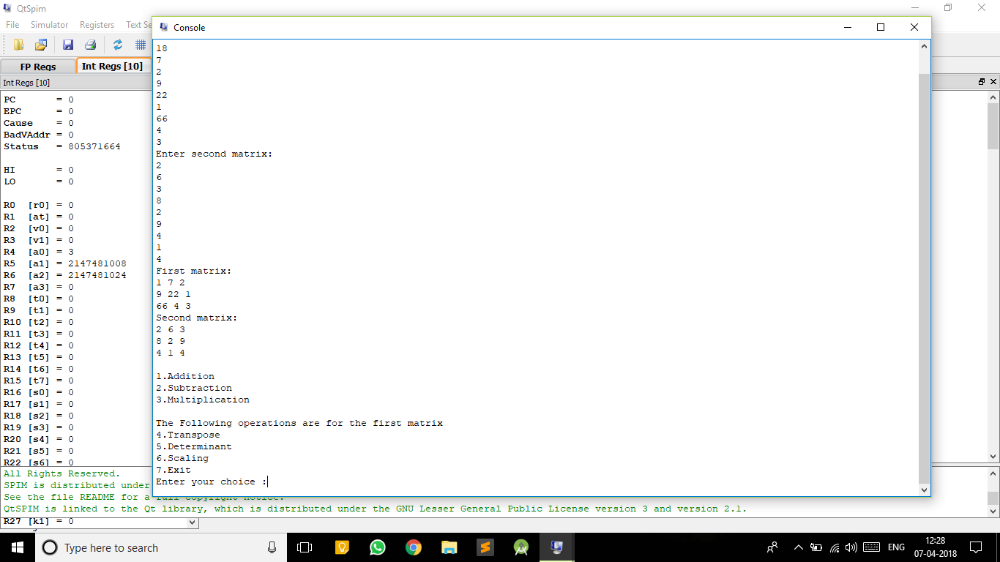 QtSpim
File Simulator Registers Text Se
Console
FP Regs
Int Regs [10]
Int Regs [10]
PC = 0
EPC = 0
Cause = 0
BadVAddr = 0
Status = 805371664
HI = 0
LO = 0
R0 [r0] = 0
R1 [at] = 0
R2 [v0] = 0
R3 [v1] = 0
R4 [a0] = 3
R5 [a1] = 2147481008
R6 [a2] = 2147481024
R7 [a3] = 0
R8 [t0] = 0
R9 [t1] = 0
R10 [t2] = 0
R11 [t3] = 0
R12 [t4] = 0
R13 [t5] = 0
R14 [t6] = 0
R15 [t7] = 0
R16 [s0] = 0
R17 [s1] = 0
R18 [s2] = 0
R19 [s3] = 0
R20 [s4] = 0
R21 [s5] = 0
R22 [s6] = 0
18
7
2
9
22
1
66
4
3
Enter second matrix:
2
6
3
8
2
9
4
1
4
First matrix:
1 7 2
9 22 1
66 4 3
Second matrix:
2 6 3
8 2 9
4 1 4
1.Addition
2.Subtraction
3.Multiplication
The Following operations are for the first matrix
4.Transpose
5.Determinant
6.Scaling
7.Exit
Enter your choice :
All Rights Reserved.
SPIM is distributed under
See the file README for a full copyright notice.
QtSPIM is linked to the Qt library, which is distributed under the GNU Lesser General Public License version 3 and version 2.1.
R27 [k1] = 0
Type here to search
ENG
12:28
07-04-2018